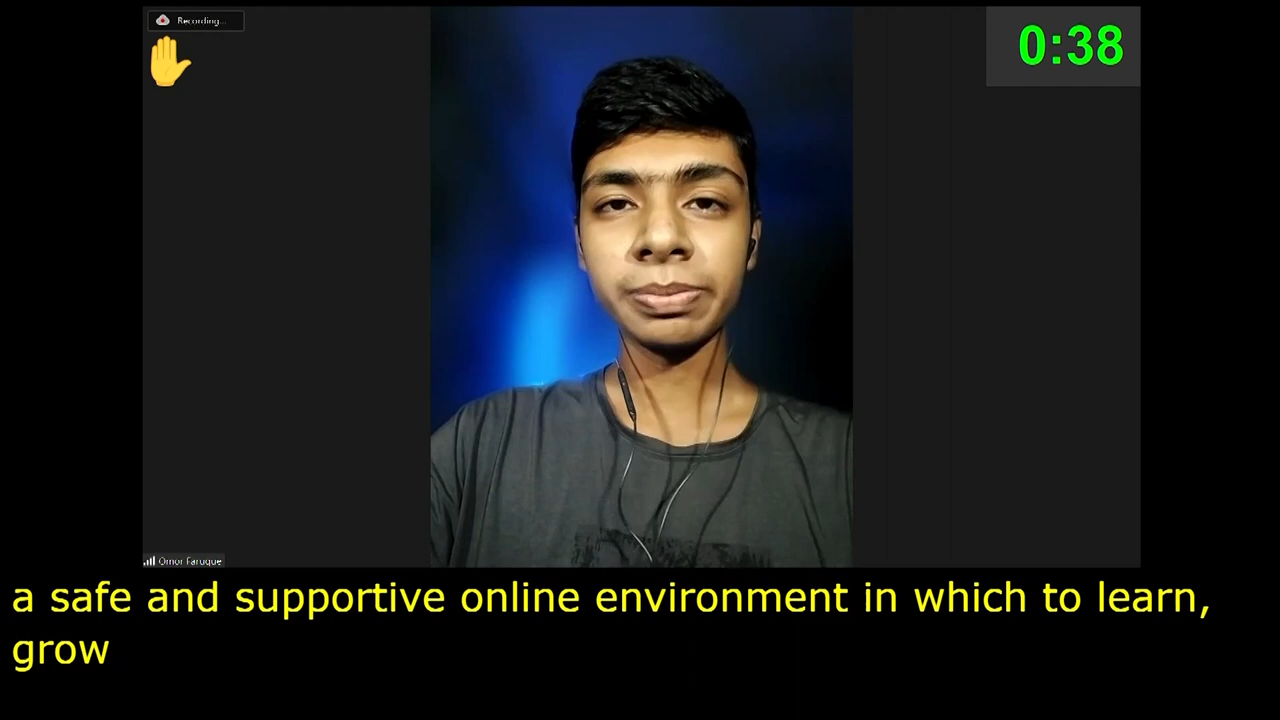 Recording...
0:38
Omor Faruque
a safe and supportive online environment in which to learn,
grow